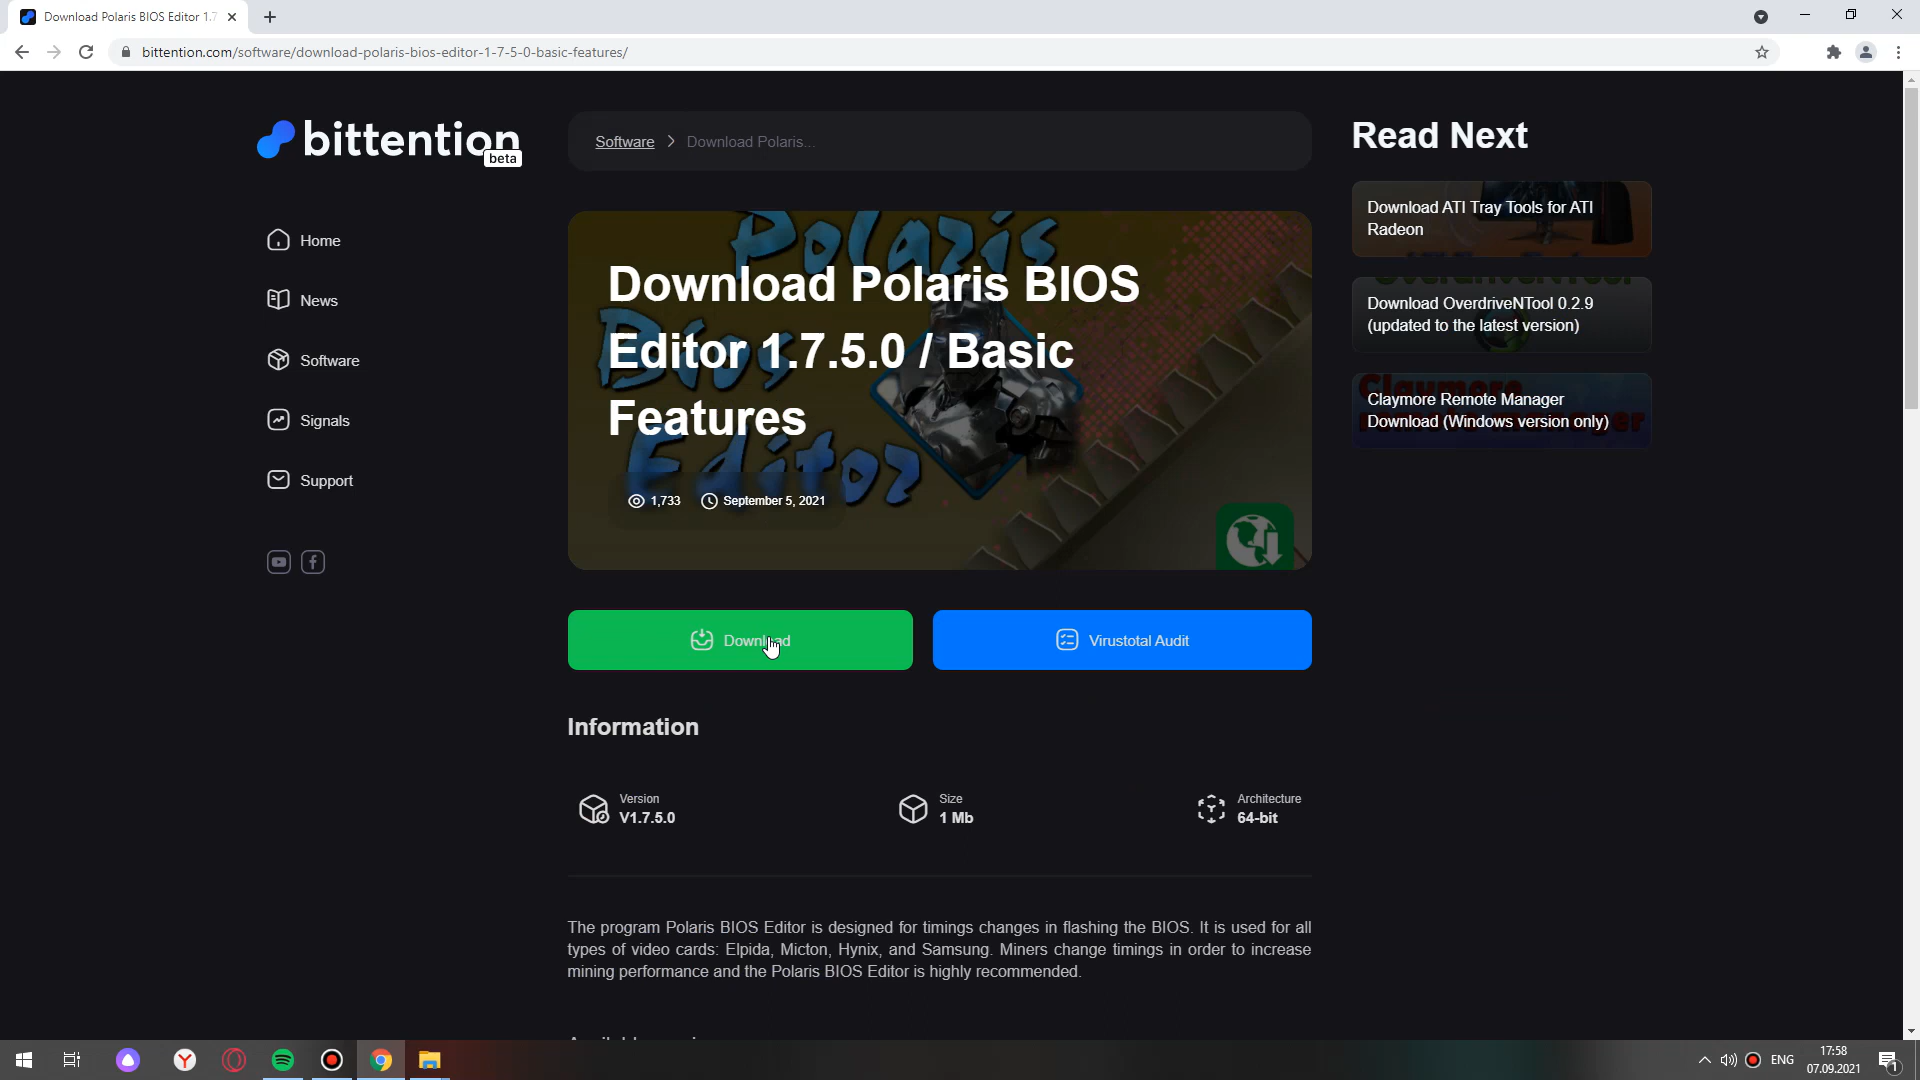 Download Polaris BIOS Editor 1.7
bittention.com/software/download-polaris-bios-editor-1-7-5-0-basic-features/
bittention
beta
Home
News
Software
Signals
Support
Software > Download Polaris...
Polaris
Bios
Editor
Download Polaris BIOS
Editor 1.7.5.0 / Basic
Features
1,733
September 5, 2021
Download
Virustotal Audit
Information
Version
V1.7.5.0
Size
1 Mb
Architecture
64-bit
The program Polaris BIOS Editor is designed for timings changes in flashing the BIOS. It is used for all
types of video cards: Elpida, Micton, Hynix, and Samsung. Miners change timings in order to increase
mining performance and the Polaris BIOS Editor is highly recommended.
Read Next
Download ATI Tray Tools for ATI
Radeon
Download OverdriveNTool 0.2.9
(updated to the latest version)
Claymore Remote Manager
Download (Windows version only)
ENG
17:58
07.09.2021
1